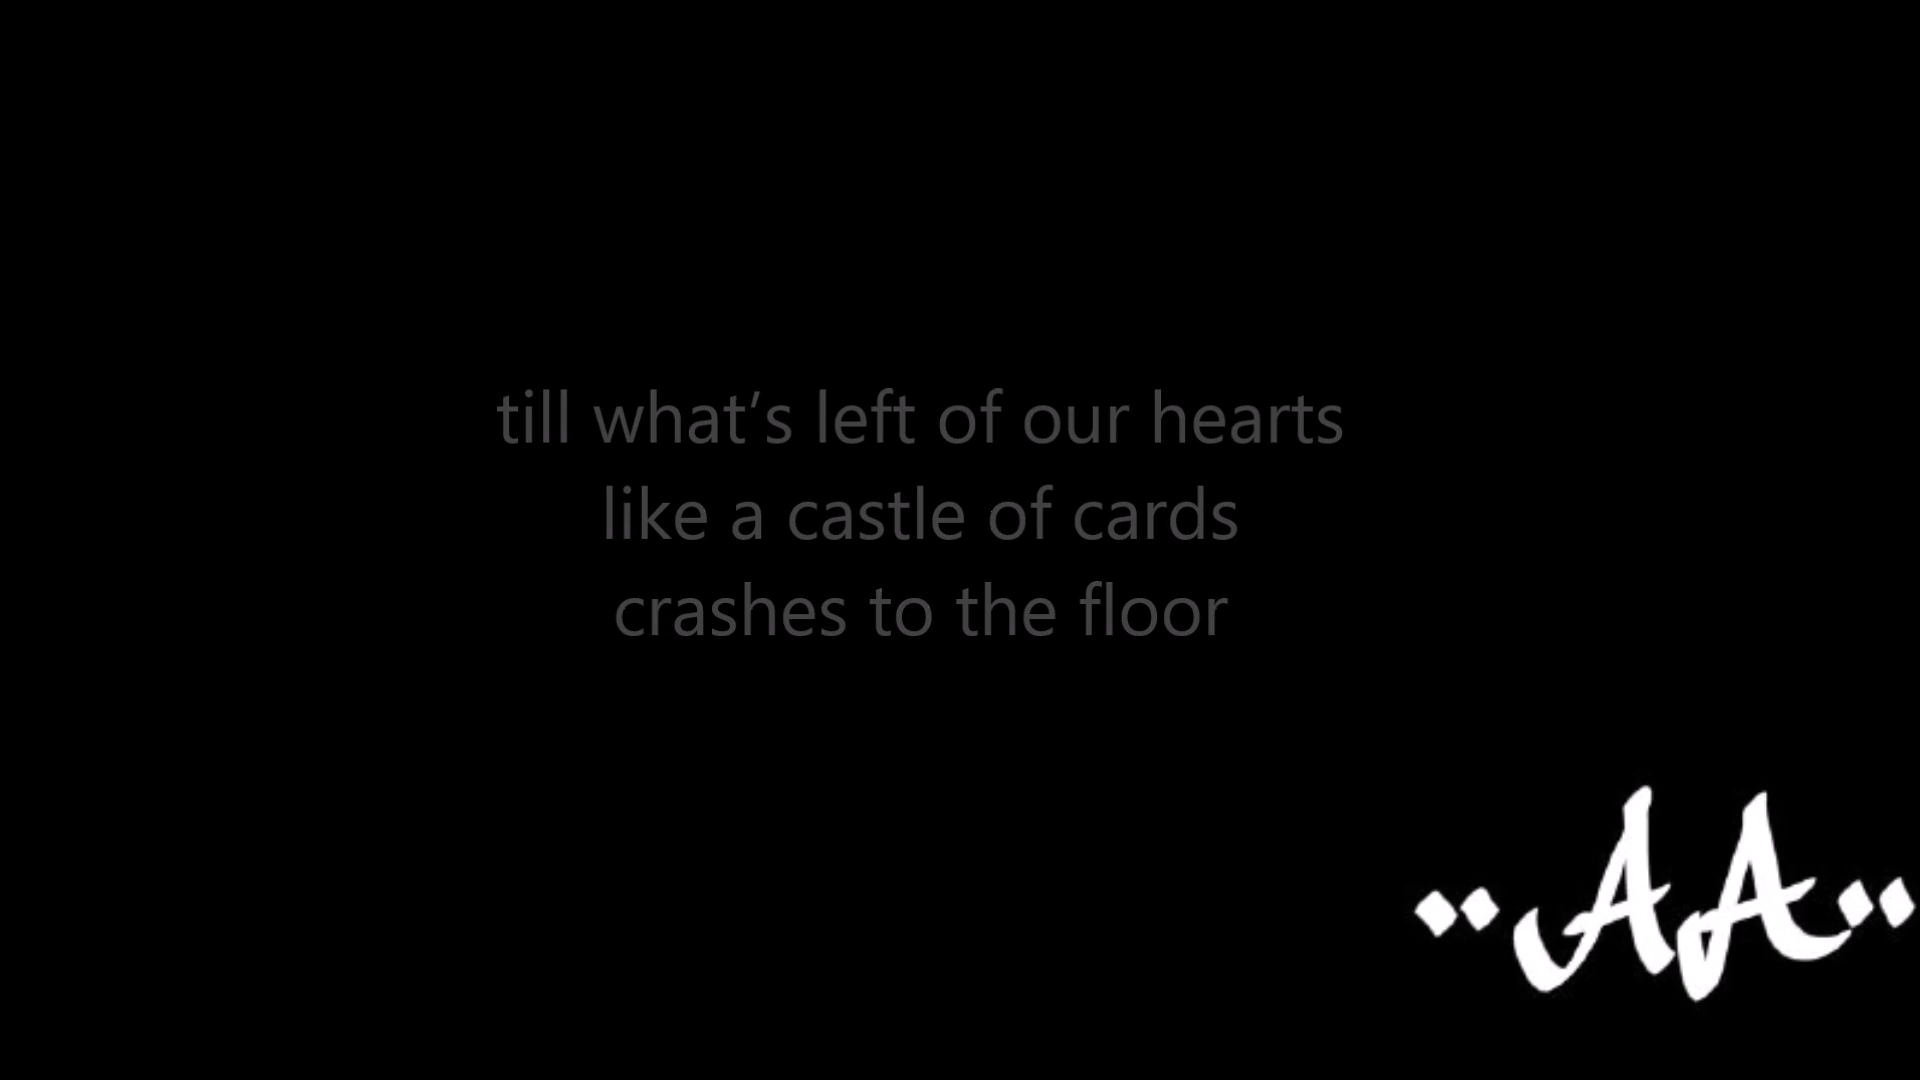 till what’s left of our hearts
like a castle of cards
crashes to the floor
AA